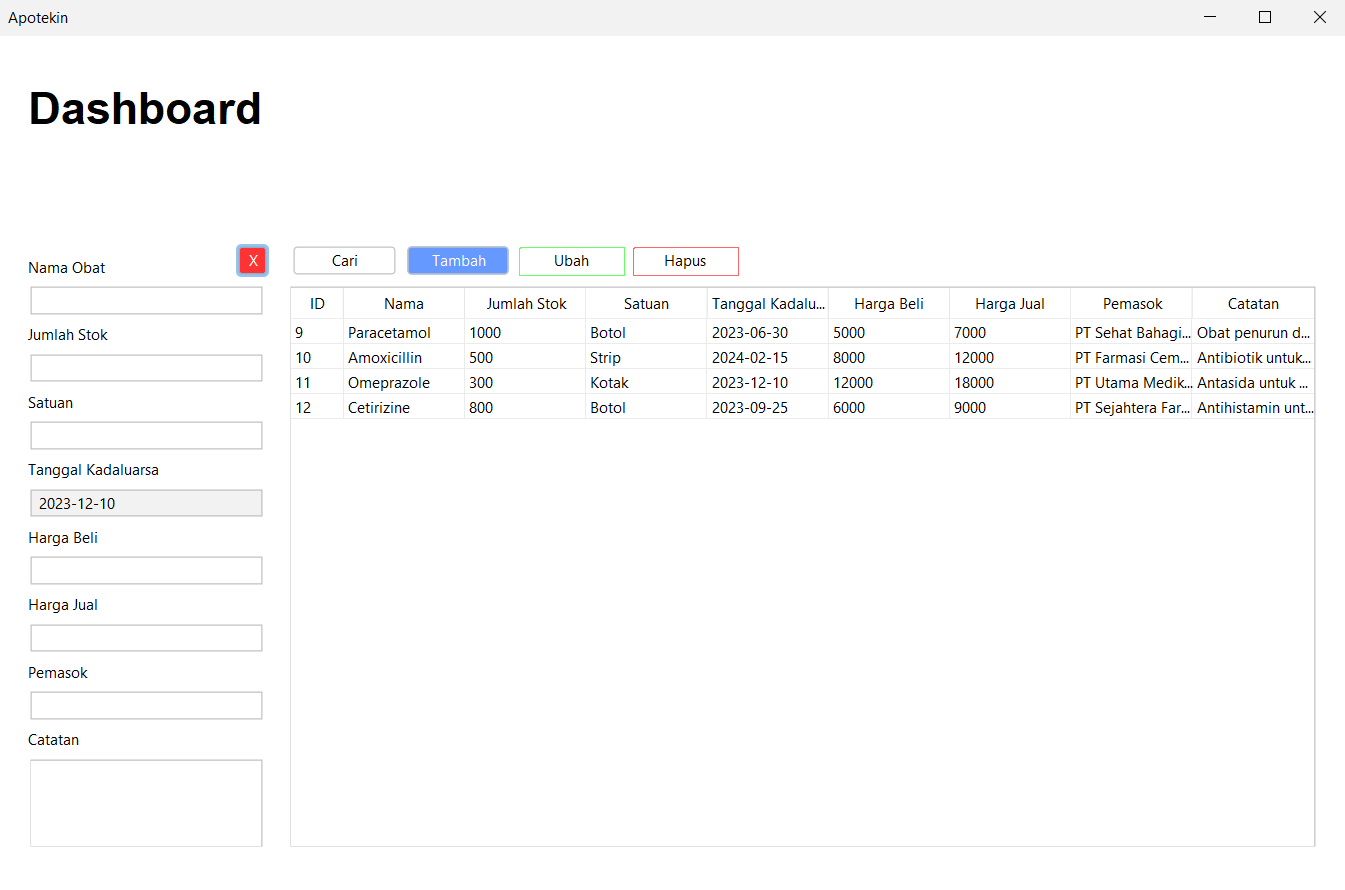 Apotekin
Dashboard
Nama Obat
X
Jumlah Stok
Satuan
Tanggal Kadaluarsa
2023-12-10
Harga Beli
Harga Jual
Pemasok
Catatan
Cari Tambah Ubah Hapus
ID Nama Jumlah Stok Satuan Tanggal Kadalu... Harga Beli Harga Jual Pemasok Catatan
9 Paracetamol 1000 Botol 2023-06-30 5000 7000 PT Sehat Bahagi... Obat penurun d...
10 Amoxicillin 500 Strip 2024-02-15 8000 12000 PT Farmasi Cem... Antibiotik untuk...
11 Omeprazole 300 Kotak 2023-12-10 12000 18000 PT Utama Medik... Antasida untuk ...
12 Cetirizine 800 Botol 2023-09-25 6000 9000 PT Sejahtera Far... Antihistamin unt...